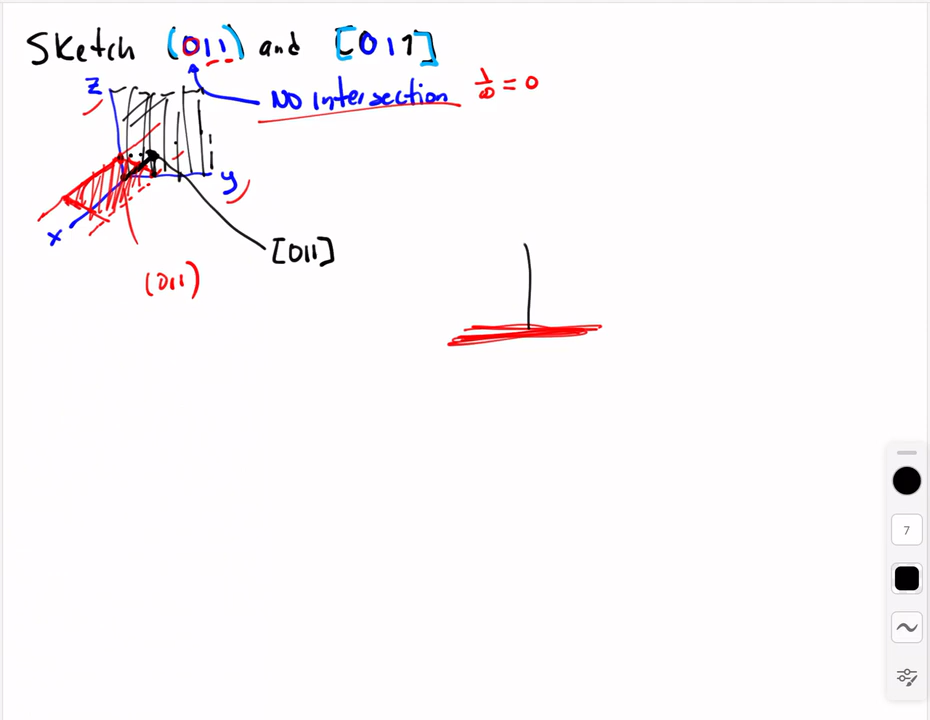 Sketch (011) and [011]
z
No intersection 1/∞ = 0
y
x
[011]
(011)
7